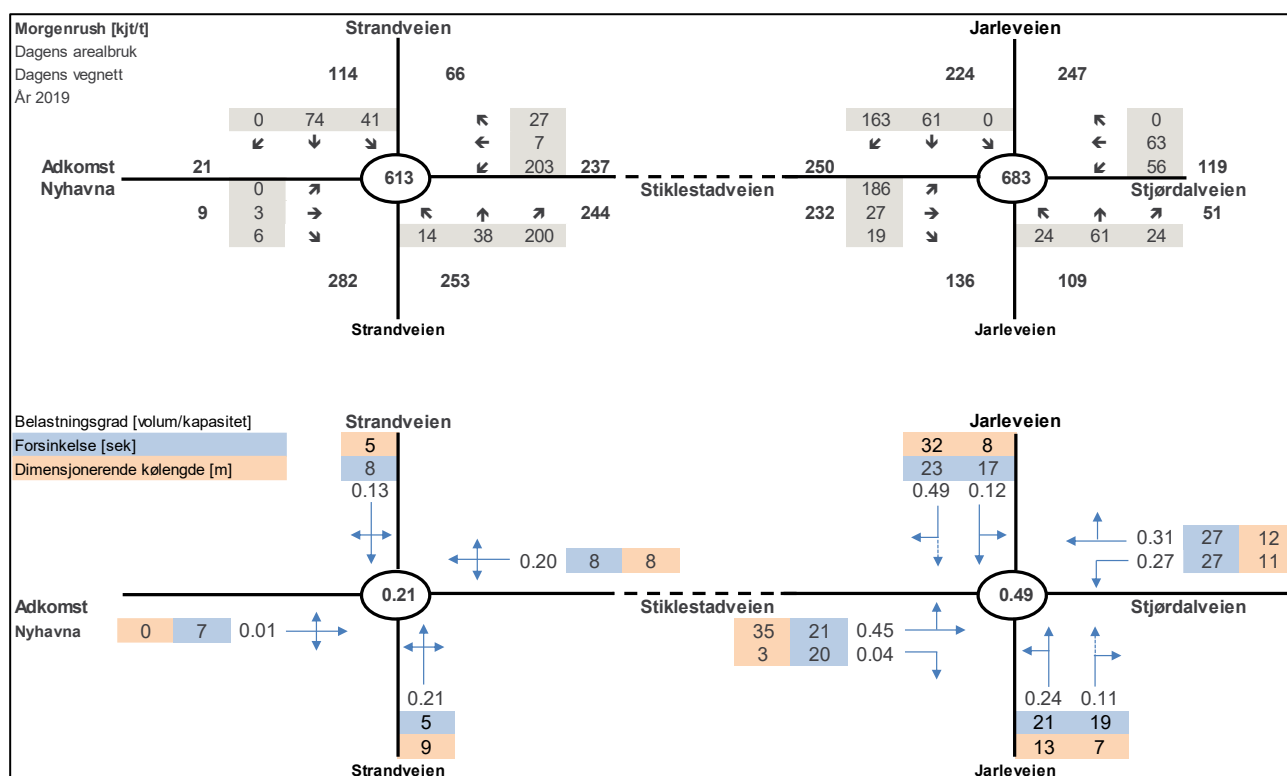 Morgenrush [kjt/t] Strandveien Jarleveien
Dagens arealbruk
Dagens vegnett 114 66 224 247
År 2019
0 74 41 27 163 61 0 0
↙ ↓ ↘ ↖ ↙ ↓ ↘ ↖
← 7 ← 63
Adkomst 21 ↙ 203 237 250 ↙ 56 119
613 683
Nyhavna 0 ↗ Stiklestadveien 186 ↗ Stjørdalveien
9 3 → ↖ ↑ ↗ 244 232 27 → ↖ ↑ ↗ 51
6 ↘ 14 38 200 19 ↘ 24 61 24
282 253 136 109
Strandveien Jarleveien
Belastningsgrad [volum/kapasitet] Strandveien Jarleveien
Forsinkelse [sek] 5 32 8
Dimensjonerende kølengde [m] 8 23 17
0.13 0.49 0.12
0.31 27 12
0.20 8 8 0.27 27 11
0.21 0.49
Adkomst Stiklestadveien Stjørdalveien
Nyhavna 0 7 0.01 35 21 0.45
3 20 0.04
0.21 0.24 0.11
5 21 19
9 13 7
Strandveien Jarleveien